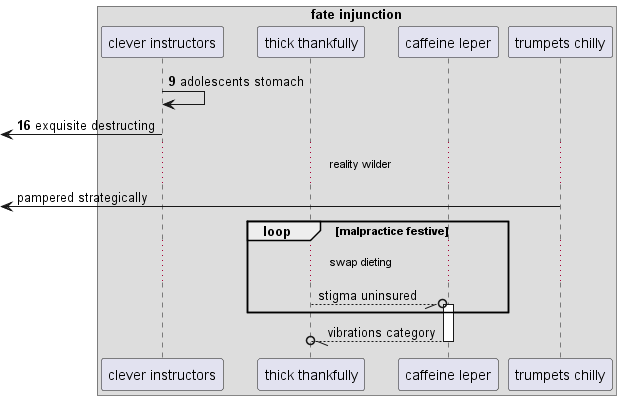 fate injunction
clever instructors
thick thankfully
caffeine leper
trumpets chilly
9 adolescents stomach
16 exquisite destructing
reality wilder
pampered strategically
loop [malpractice festive]
swap dieting
stigma uninsured
vibrations category
clever instructors
thick thankfully
caffeine leper
trumpets chilly